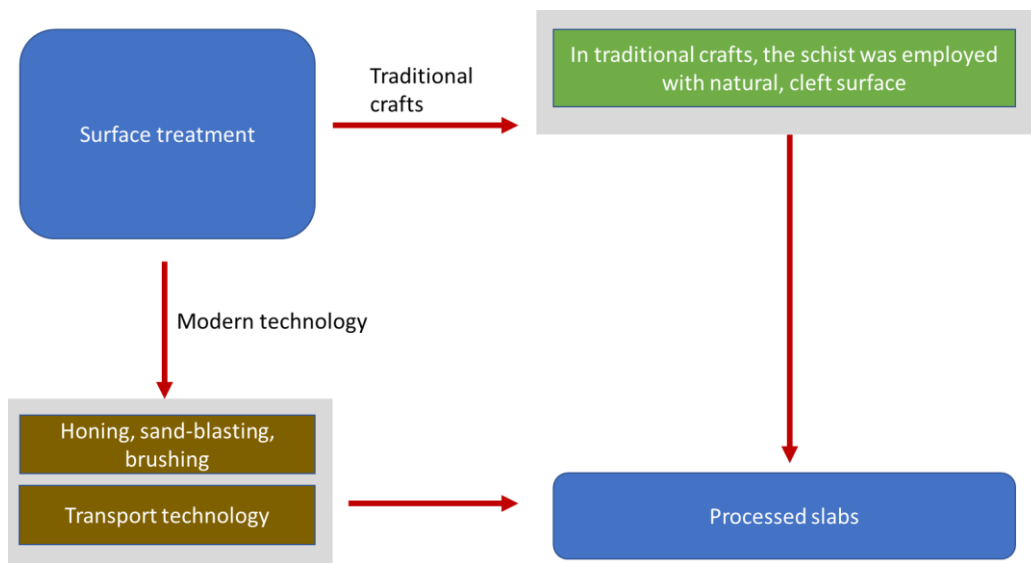 In traditional crafts, the schist was employed
with natural, cleft surface
Traditional
crafts
Surface treatment
Modern technology
Honing, sand-blasting,
brushing
Transport technology
Processed slabs